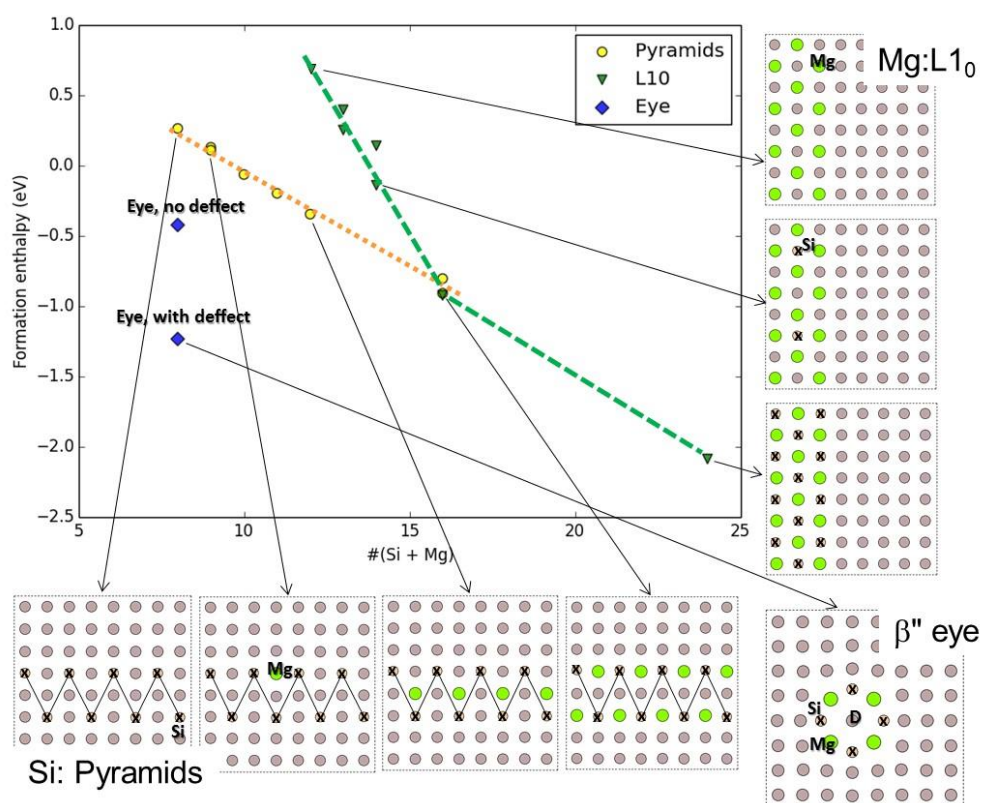 1.0
0.5
0.0
−0.5
−1.0
−1.5
−2.0
−2.5
Formation enthalpy (eV)
5
10
15
20
25
#(Si + Mg)
Pyramids
L10
Eye
Eye, no deffect
Eye, with deffect
Mg
Mg:L1₀
Si
Mg
Si
Si: Pyramids
β" eye
Si
D
Mg